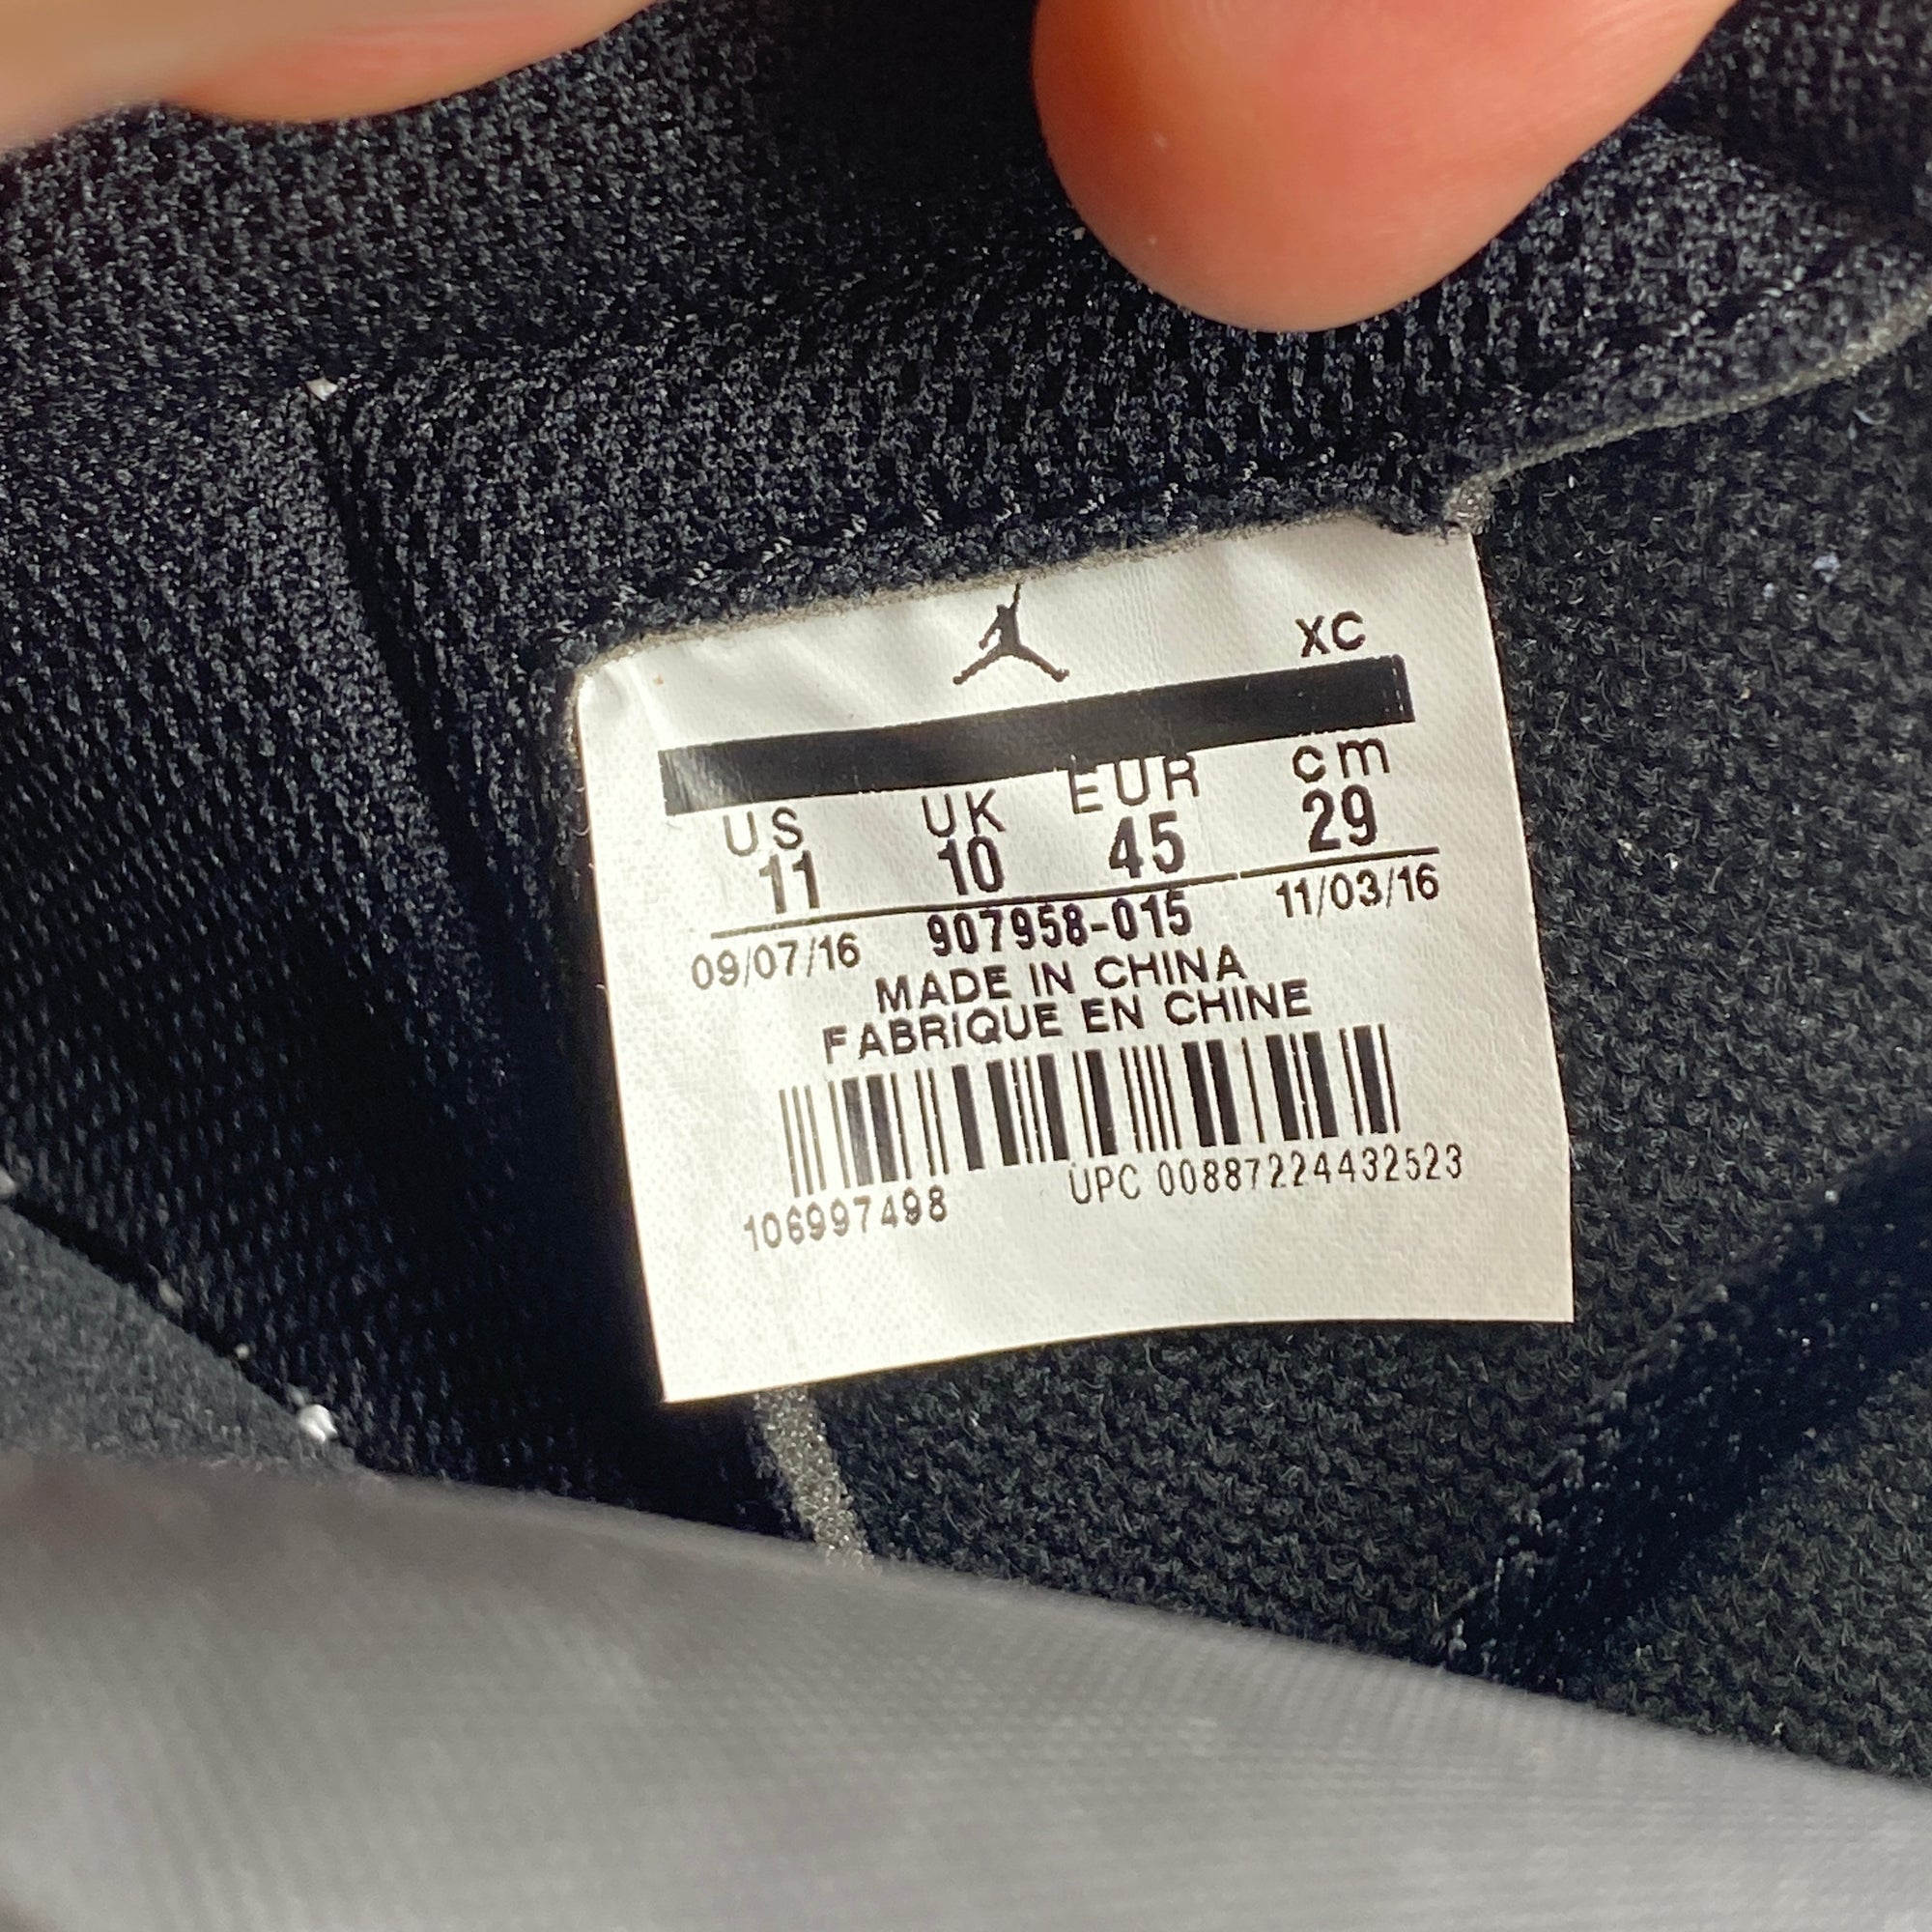 XC
US UK EUR cm
11 10 45 29
09/07/16 907958-015 11/03/16
MADE IN CHINA
FABRIQUE EN CHINE
106997498 UPC 00887224432523